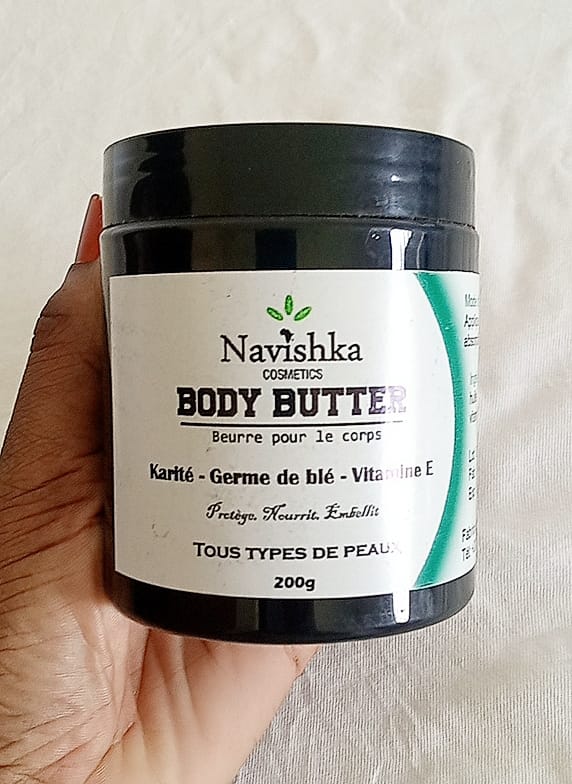 Navishka
COSMETICS
BODY BUTTER
Beurre pour le corps
Karité - Germe de blé - Vitamine E
Protège, Nourrit, Embellit
TOUS TYPES DE PEAUX
200g